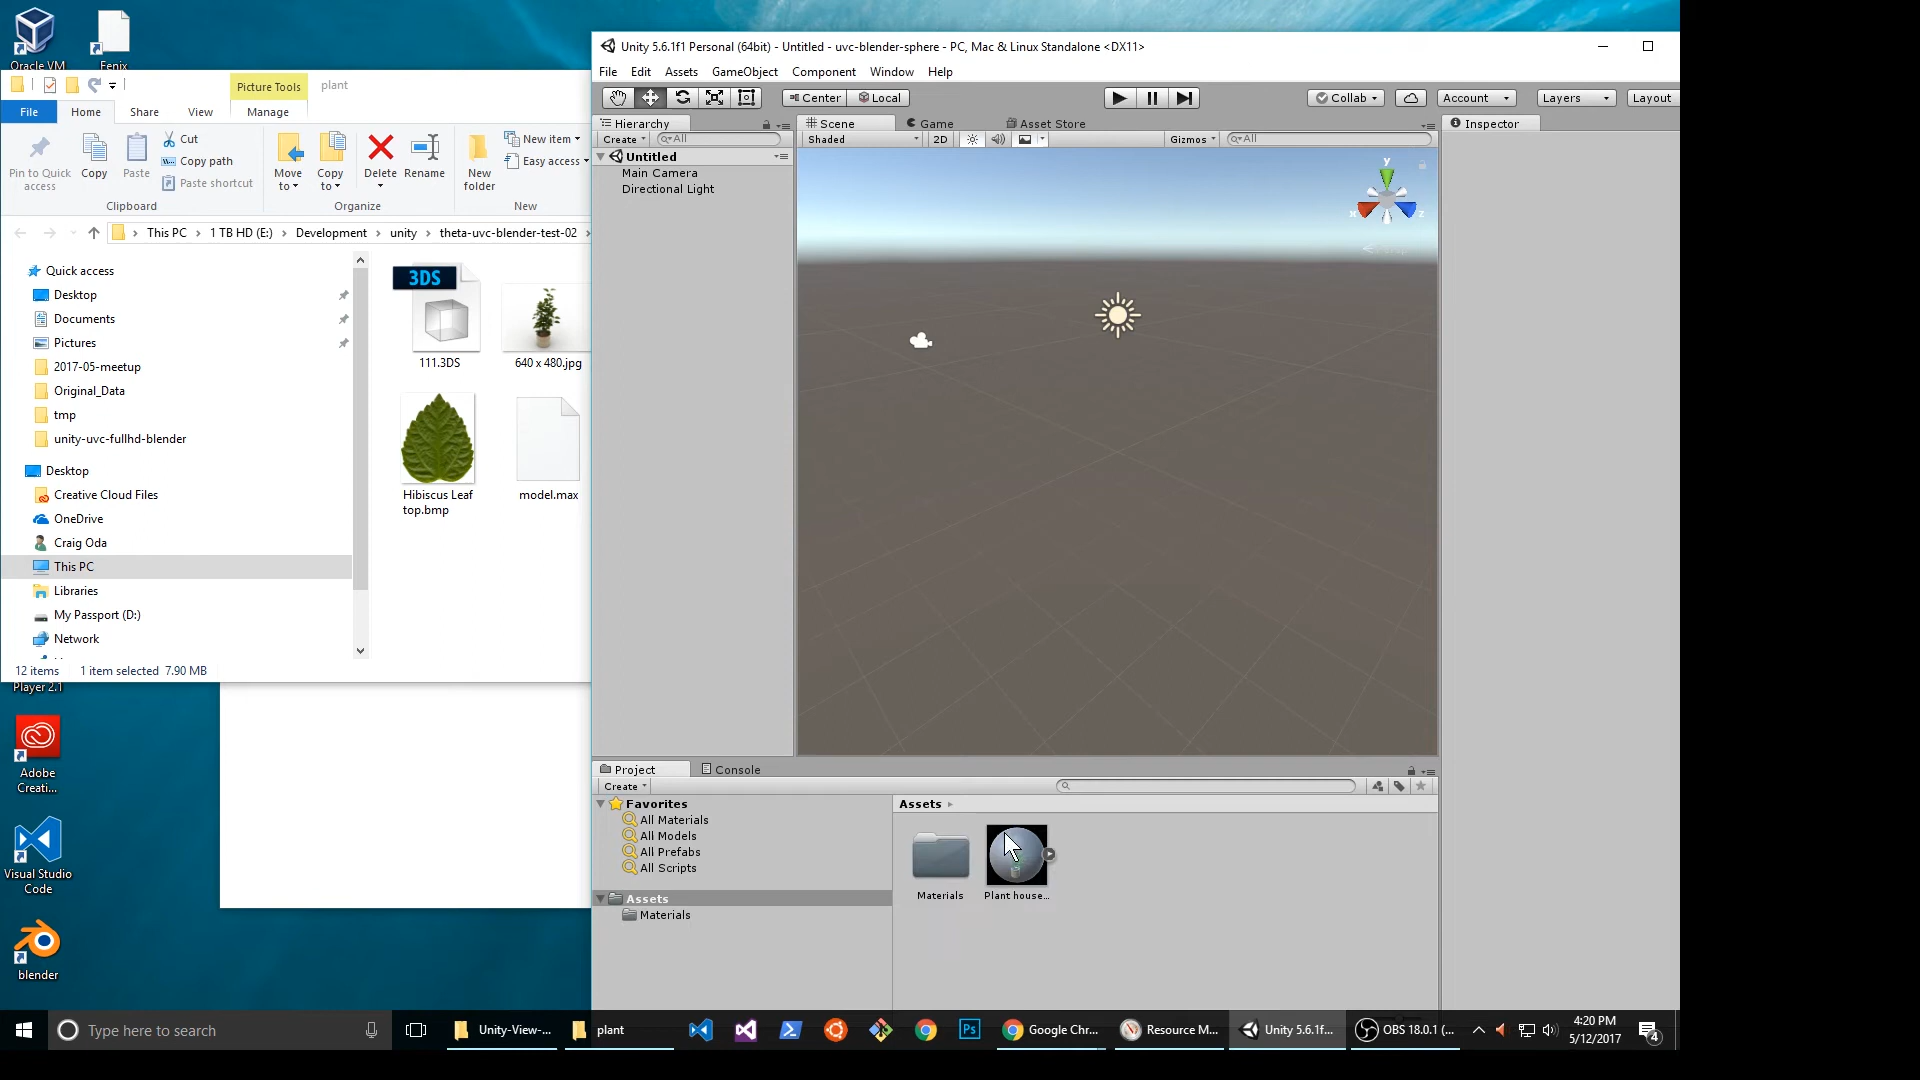 Oracle VM
Fenix
Picture Tools
plant
File
Home
Share
View
Manage
Pin to Quick
access
Copy
Paste
Cut
Copy path
Paste shortcut
Clipboard
Move
to
Copy
to
Delete
Rename
Organize
New
folder
New item
Easy access
New
This PC
1 TB HD (E:)
Development
unity
theta-uvc-blender-test-02
Quick access
Desktop
Documents
Pictures
2017-05-meetup
Original_Data
tmp
unity-uvc-fullhd-blender
Desktop
Creative Cloud Files
OneDrive
Craig Oda
This PC
Libraries
My Passport (D:)
Network
3DS
111.3DS
640 x 480.jpg
Hibiscus Leaf
top.bmp
model.max
12 items
1 item selected 7.90 MB
Player 2.1
Adobe
Creati...
Visual Studio
Code
blender
Unity 5.6.1f1 Personal (64bit) - Untitled - uvc-blender-sphere - PC, Mac & Linux Standalone <DX11>
File Edit Assets GameObject Component Window Help
Center
Local
Collab
Account
Layers
Layout
Hierarchy
Create
All
Untitled
Main Camera
Directional Light
Scene
Game
Asset Store
Shaded
2D
Gizmos
All
y
x
z
Inspector
Project
Console
Create
Favorites
All Materials
All Models
All Prefabs
All Scripts
Assets
Materials
Assets
Materials
Plant house...
Type here to search
Unity-View-...
plant
Ps
Google Chr...
Resource M...
Unity 5.6.1f...
OBS 18.0.1 (...
4:20 PM
5/12/2017
4